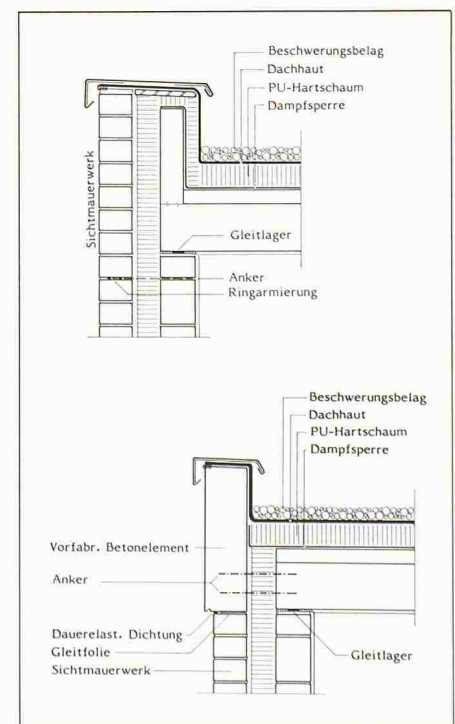 Beschwerungsbelag
Dachhaut
PU-Hartschaum
Dampfsperre
Sichtmauerwerk
Gleitlager
Anker
Ringarmierung
Beschwerungsbelag
Dachhaut
PU-Hartschaum
Dampfsperre
Vorfabr. Betonelement
Anker
Dauerelast. Dichtung
Gleitfolie
Sichtmauerwerk
Gleitlager